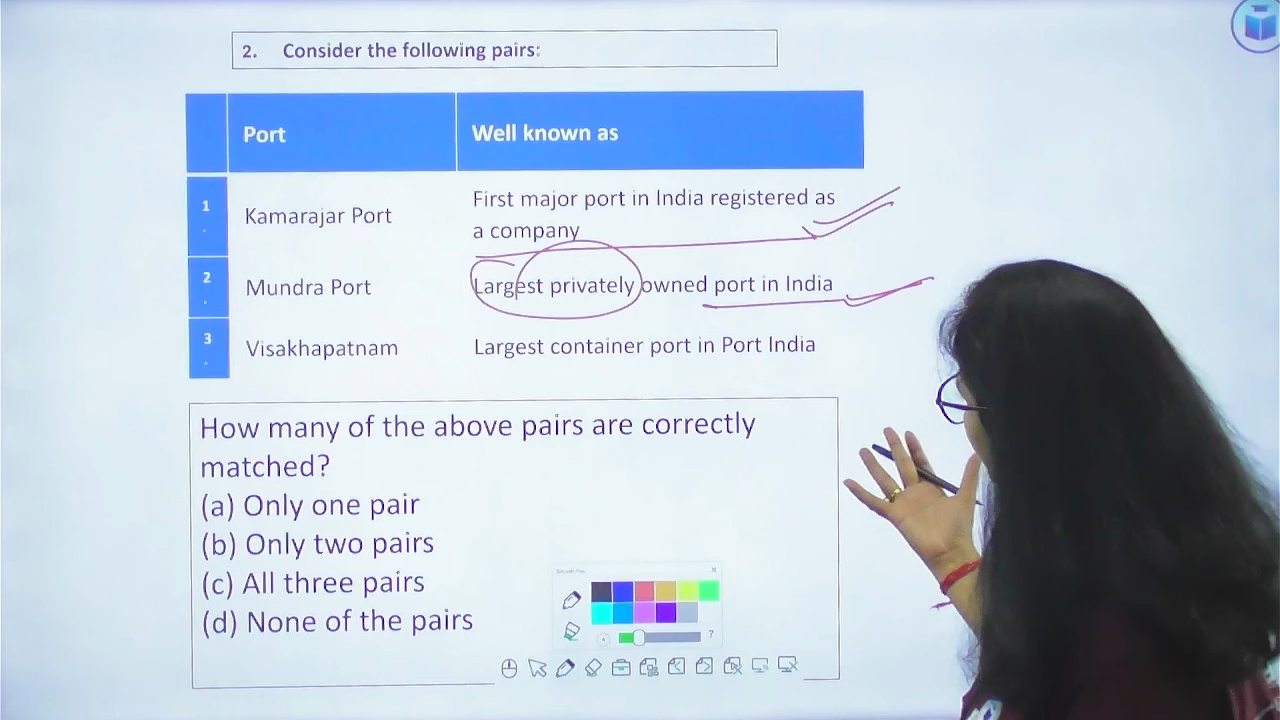 2. Consider the following pairs:
Port Well known as
1 . Kamarajar Port First major port in India registered as
a company
2 . Mundra Port Largest privately owned port in India
3 . Visakhapatnam Largest container port in Port India
How many of the above pairs are correctly
matched?
(a) Only one pair
(b) Only two pairs
(c) All three pairs
(d) None of the pairs
7